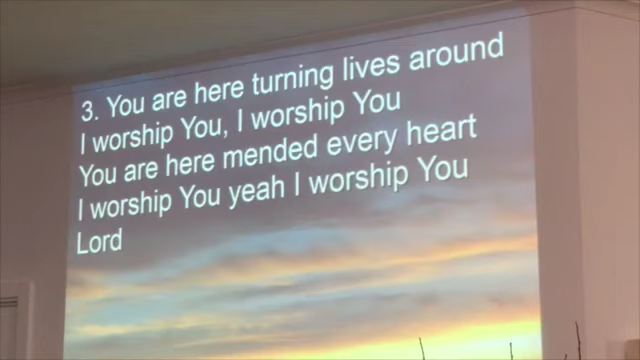 3. You are here turning lives around
I worship You, I worship You
You are here mended every heart
I worship You yeah I worship You
Lord